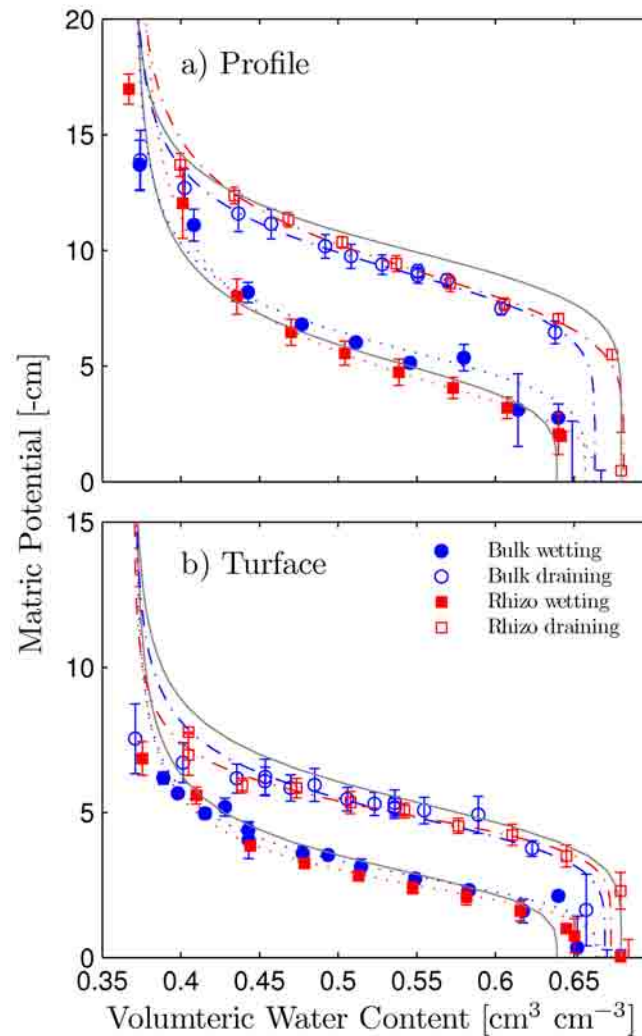 20
a) Profile
15
10
5
0
15
b) Turface
Bulk wetting
Bulk draining
Rhizo wetting
Rhizo draining
10
5
0
0.35 0.4 0.45 0.5 0.55 0.6 0.65
Matric Potential [-cm]
Volumteric Water Content [cm³ cm⁻³]